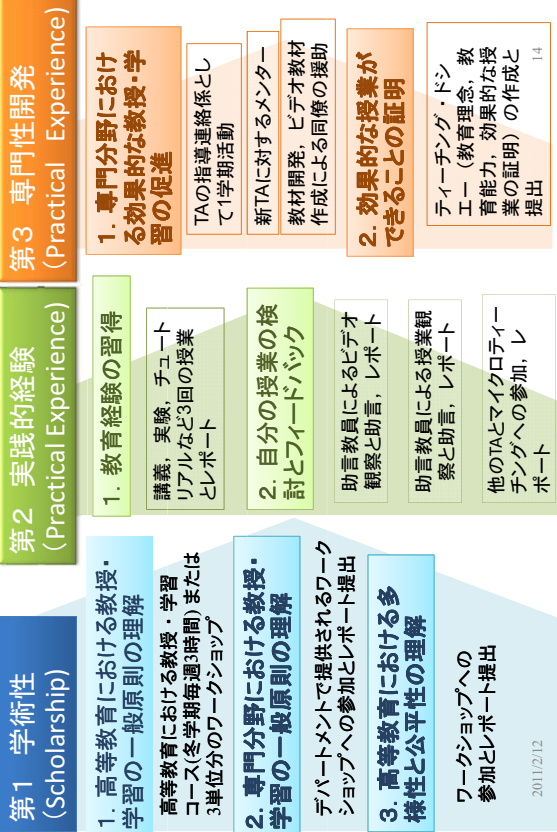 第1　学術性
(Scholarship)
1. 高等教育における教授・
学習の一般原則の理解
高等教育における教授・学習
コース(冬学期毎週3時間)または
3単位分のワークショップ
2. 専門分野における教授・
学習の一般原則の理解
デパートメントで提供されるワーク
ショップへの参加とレポート提出
3. 高等教育における多
様性と公平性の理解
ワークショップへの
参加とレポート提出
第2　実践的経験
(Practical Experience)
1. 教育経験の習得
講義，実験，チュート
リアルなど3回の授業
とレポート
2. 自分の授業の検
討とフィードバック
助言教員によるビデオ
観察と助言，レポート
助言教員による授業観
察と助言，レポート
他のTAとマイクロティー
チングへの参加，レ
ポート
第3　専門性開発
(Practical　Experience)
1. 専門分野におけ
る効果的な教授・学
習の促進
TAの指導連絡係とし
て1学期活動
新TAに対するメンター
教材開発，ビデオ教材
作成による同僚の援助
2. 効果的な授業が
できることの証明
ティーチング・ドシ
エー（教育理念，教
育能力，効果的な授
業の証明）の作成と
提出
2011/2/12
14